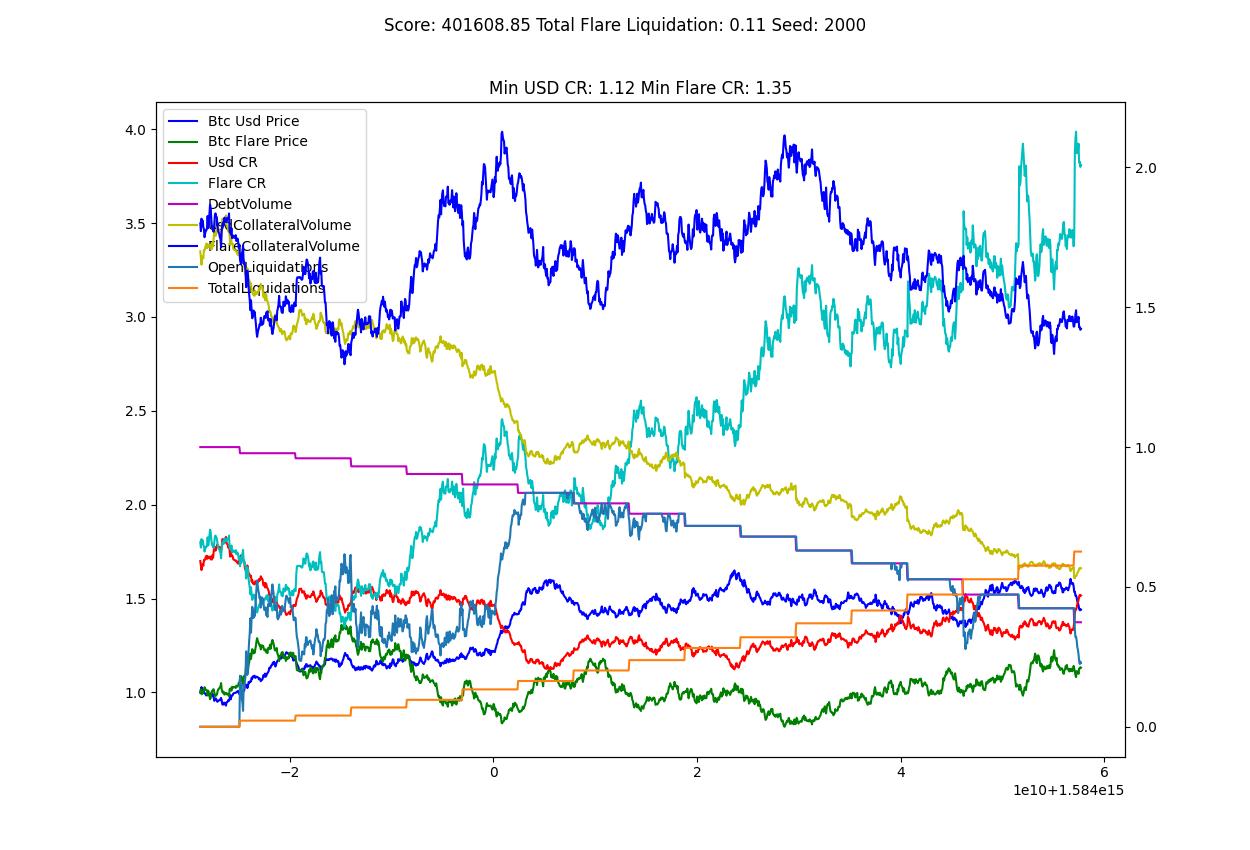 Score: 401608.85 Total Flare Liquidation: 0.11 Seed: 2000
Min USD CR: 1.12 Min Flare CR: 1.35
Btc Usd Price
Btc Flare Price
Usd CR
Flare CR
DebtVolume
UsdCollateralVolume
FlareCollateralVolume
OpenLiquidations
TotalLiquidations
4.0
3.5
3.0
2.5
2.0
1.5
1.0
2.0
1.5
1.0
0.5
0.0
−2
0
2
4
6
1e10+1.584e15